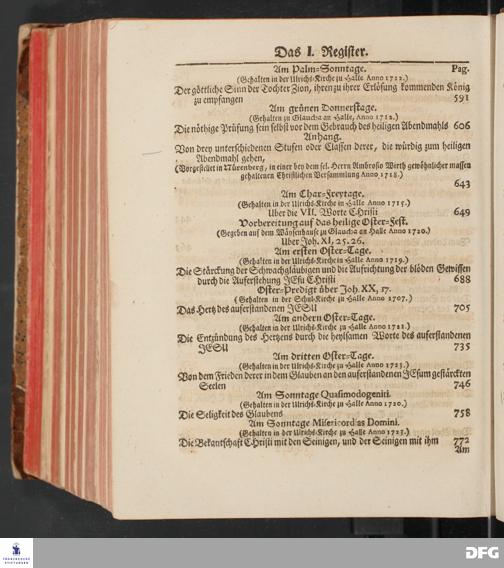 Das I. Register.
Am Palm-Sonntage. Pag.
(Gehalten in der Ulrichs-Kirche zu Halle Anno 1722.)
Der göttliche Sinn der Tochter Zion, ihren zu ihrer Erlösung kommenden König
zu empfangen 591
Am grünen Donnerstage.
(Gehalten zu Glaucha an Halle, Anno 1712.)
Die nöthige Prüfung sein selbst vor dem Gebrauch des heiligen Abendmahls 606
Anhang.
Von drey unterschiedenen Stufen oder Classen derer, die würdig zum heiligen
Abendmahl gehen,
(Vorgestellet in Nürenberg, in einer bey dem sel. Herrn Ambrosio Wirth gewöhnlicher massen
gehaltenen Christlichen Versammlung Anno 1718.)
643
Am Char-Freytage.
(Gehalten in der Ulrichs-Kirche in Halle Anno 1715.)
Uber die VII. Worte Christi 649
Vorbereitung auf das heilige Oster-Fest.
(Gegeben auf dem Wäysenhause zu Glaucha an Halle Anno 1720.)
Uber Joh. XI, 25. 26.
Am ersten Oster-Tage.
(Gehalten in der Ulrichs-Kirche in Halle Anno 1719.)
Die Stärckung der Schwachgläubigen und die Aufrichtung der blöden Gewissen
durch die Auferstehung JEsu CHristi 688
Oster-Predigt über Joh. XX, 17.
(Gehalten in der Schul-Kirche zu Halle Anno 1707.)
Das Hertz des auferstandenen JESU 705
Am andern Oster-Tage.
(Gehalten in der Ulrichs-Kirche zu Halle Anno 1721.)
Die Entzündung des Hertzens durch die heylsamen Worte des auferstandenen
JESU 735
Am dritten Oster-Tage.
(Gehalten in der Ulrichs-Kirche zu Halle Anno 1723.)
Von dem Frieden derer in dem Glauben an den auferstandenen JEsum gestärckten
Seelen 746
Am Sonntage Quasimodogeniti.
(Gehalten in der Ulrichs-Kirche zu Halle Anno 1720.)
Die Seligkeit des Glaubens 758
Am Sonntage Misericordias Domini.
(Gehalten in der Ulrichs-Kirche zu Halle Anno 1723.)
Die Bekantschaft CHristi mit den Seinigen, und der Seinigen mit ihm 772
Am
FRANCKESCHE
STIFTUNGEN
DFG